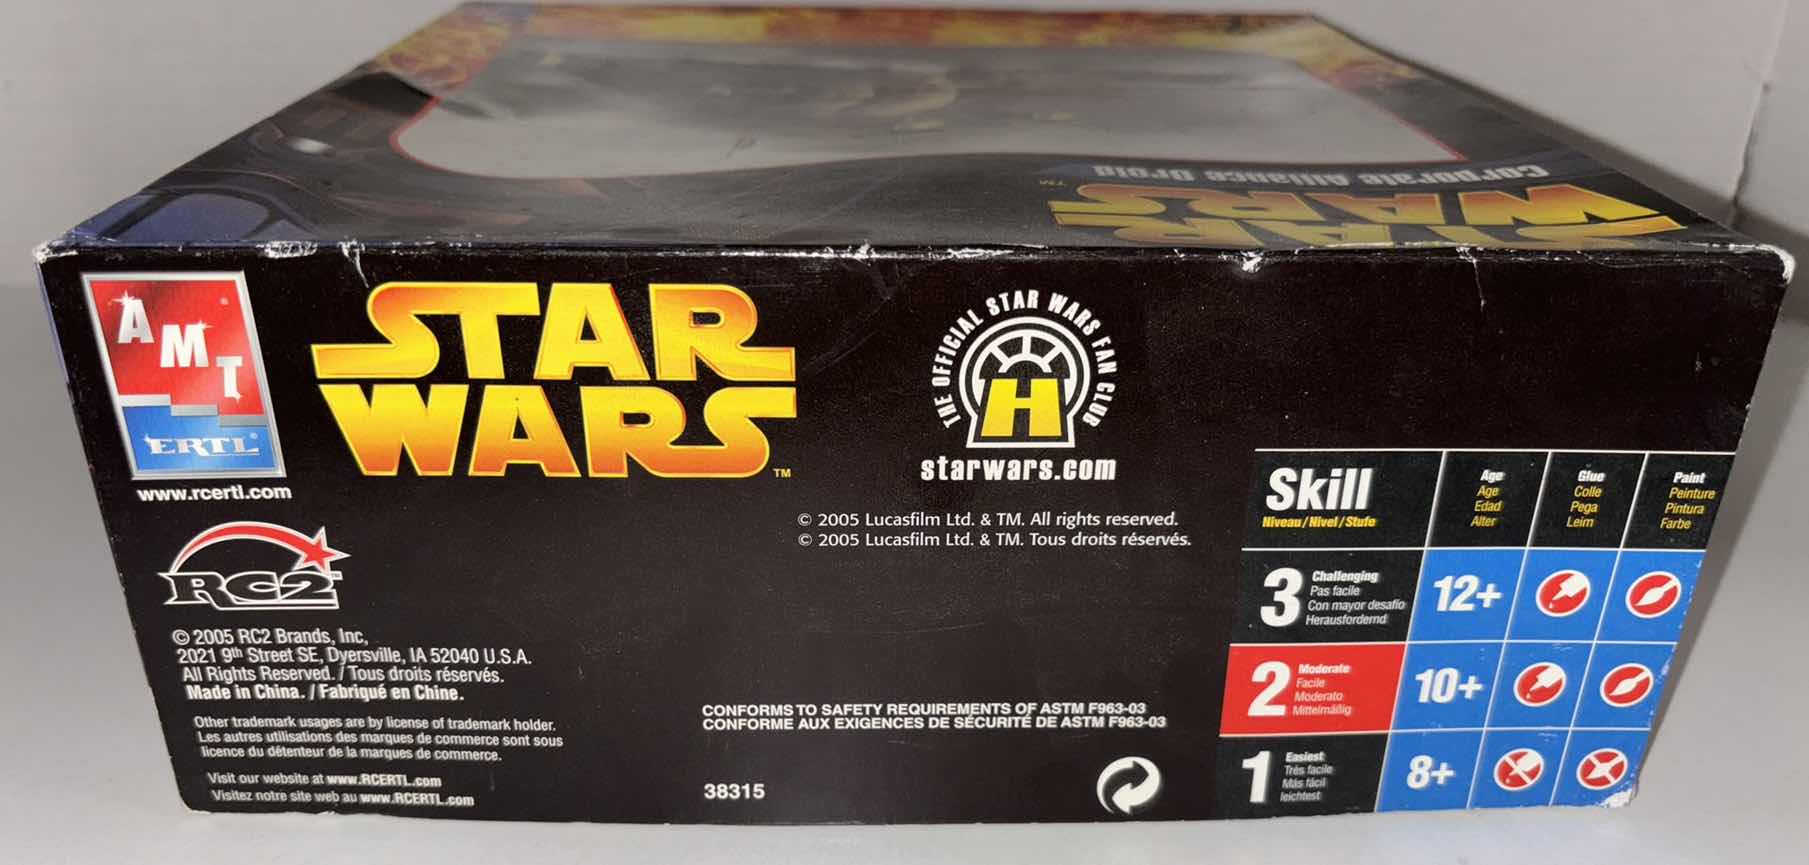 Corporate Alliance Droid
STAR
WARS
TM
AMT
ERTL®
www.rcertl.com
STAR
WARS
TM
THE OFFICIAL STAR WARS FAN CLUB
H
starwars.com
© 2005 Lucasfilm Ltd. & TM. All rights reserved.
© 2005 Lucasfilm Ltd. & TM. Tous droits réservés.
RC2™
© 2005 RC2 Brands, Inc,
2021 9th Street SE, Dyersville, IA 52040 U.S.A.
All Rights Reserved. / Tous droits réservés.
Made in China. / Fabriqué en Chine.
Other trademark usages are by license of trademark holder.
Les autres utilisations des marques de commerce sont sous
licence du détenteur de la marques de commerce.
Visit our website at www.RCERTL.com
Visitez notre site web au www.RCERTL.com
CONFORMS TO SAFETY REQUIREMENTS OF ASTM F963-03
CONFORME AUX EXIGENCES DE SÉCURITÉ DE ASTM F963-03
38315
Skill
Niveau/Nivel/Stufe
Age
Age
Edad
Alter
Glue
Colle
Pega
Leim
Paint
Peinture
Pintura
Farbe
3
Challenging
Pas facile
Con mayor desafio
Herausfordernd
12+
2
Moderate
Facile
Moderato
Mittelmäßig
10+
1
Easiest
Très facile
Más fácil
leichtest
8+